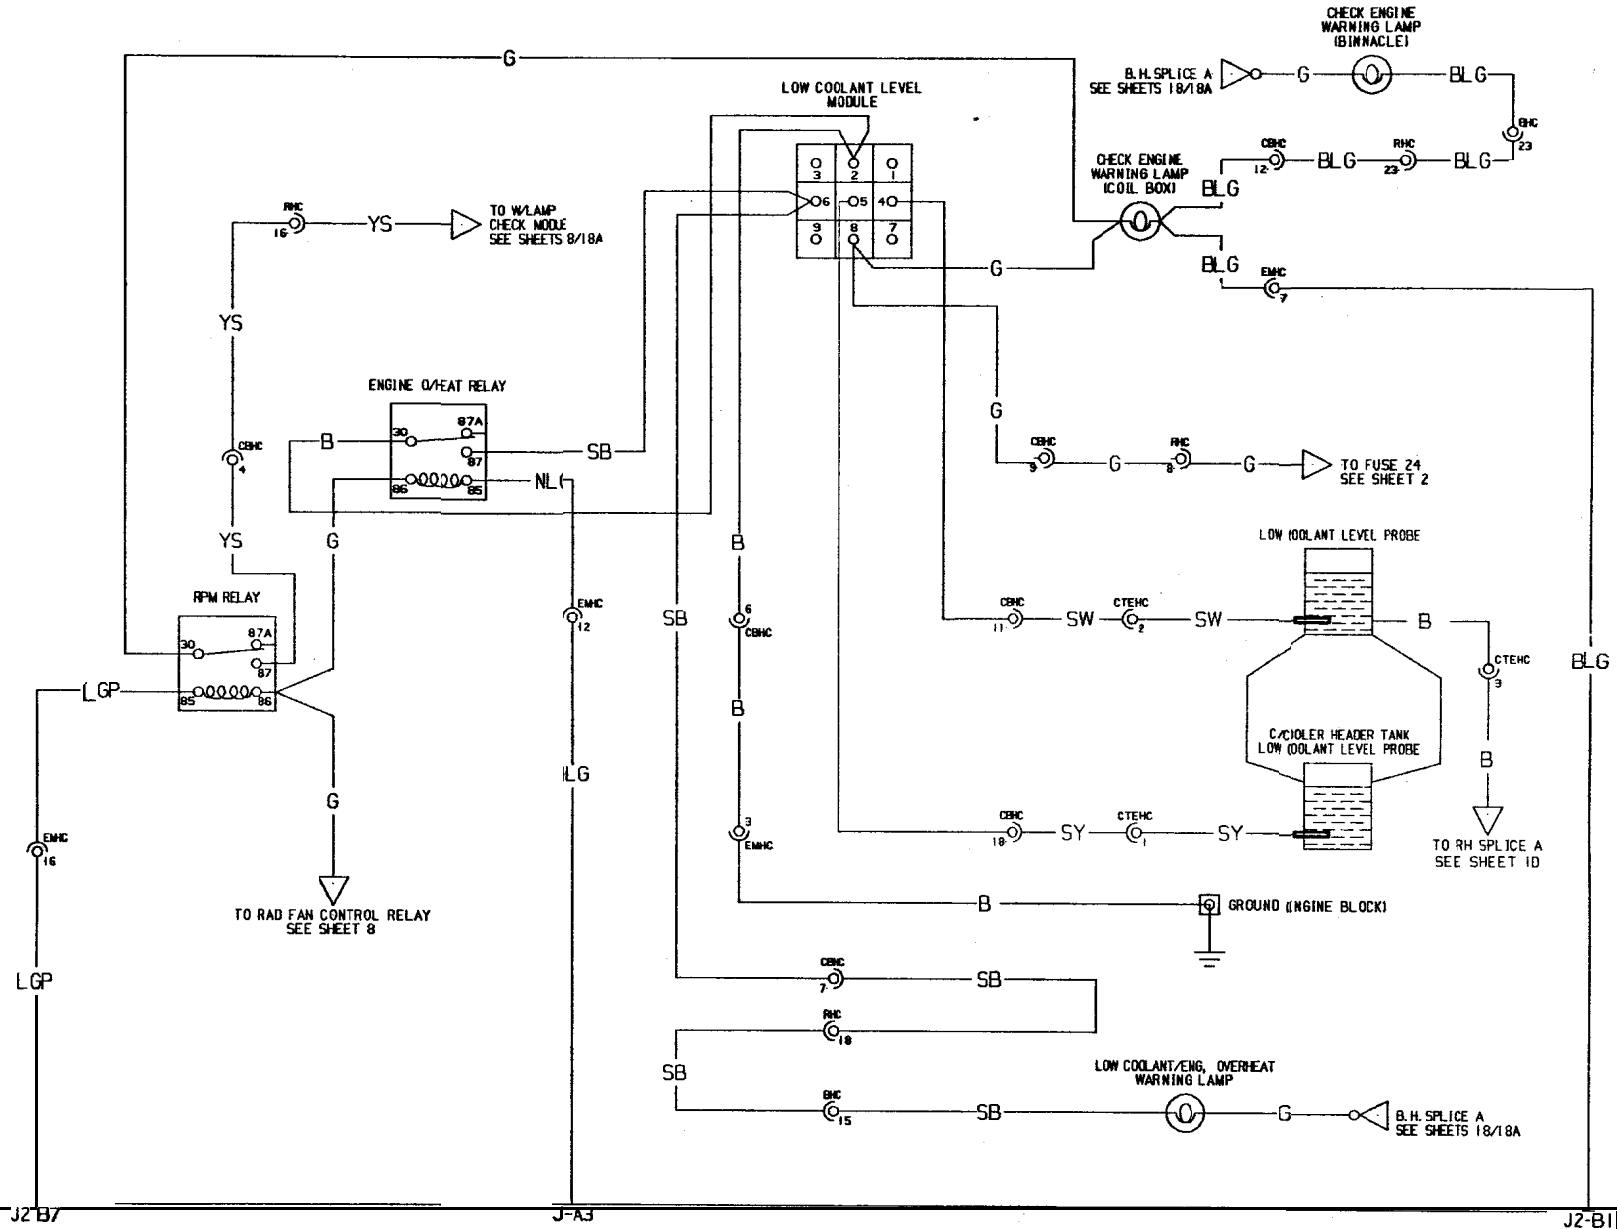 CHECK ENGINE
WARNING LAMP
(BINNACLE)
G
B.H.SPLICE A
SEE SHEETS 18/18A
G
BLG
LOW COOLANT LEVEL
MODULE
BHC
23
3
2
1
6
5
4
9
8
7
CHECK ENGINE
WARNING LAMP
(COIL BOX)
CBHC
12
BLG
RHC
23
BLG
BLG
RHC
16
YS
TO W/LAMP
CHECK MODULE
SEE SHEETS 8/18A
G
BLG
EMHC
7
YS
ENGINE O/HEAT RELAY
30
87A
87
86
85
B
SB
NL(
G
CBHC
4
CBHC
9
G
RHC
8
G
TO FUSE 24
SEE SHEET 2
YS
G
B
LOW (OOLANT LEVEL PROBE
RPM RELAY
30
87A
87
85
86
EMHC
12
SB
6
CBHC
CBHC
11
SW
CTEHC
2
SW
B
CTEHC
3
BLG
LGP
B
C/CIOLER HEADER TANK
LOW (OOLANT LEVEL PROBE
B
LG
G
EMHC
16
3
EMHC
CBHC
18
SY
CTEHC
1
SY
TO RH SPLICE A
SEE SHEET 1D
TO RAD FAN CONTROL RELAY
SEE SHEET 8
B
GROUND (INGINE BLOCK)
LGP
CBHC
7
SB
RHC
18
SB
LOW COOLANT/ENG, OVERHEAT
WARNING LAMP
BHC
15
SB
G
B.H.SPLICE A
SEE SHEETS 18/18A
J2-B7
J-A3
J2-B1